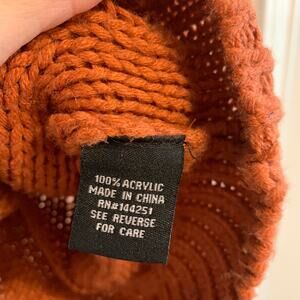 100% ACRYLIC
MADE IN CHINA
RN#144251
SEE REVERSE
FOR CARE